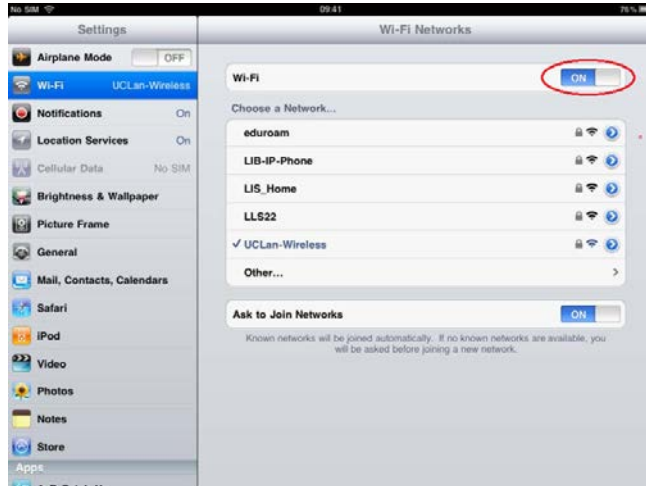 No SIM 09:41 76%
Settings
Airplane Mode OFF
Wi-Fi UCLan-Wireless
Notifications On
Location Services On
Cellular Data No SIM
Brightness & Wallpaper
Picture Frame
General
Mail, Contacts, Calendars
Safari
iPod
Video
Photos
Notes
Store
Apps
Wi-Fi Networks
Wi-Fi ON
Choose a Network...
eduroam
LIB-IP-Phone
LIS_Home
LLS22
UCLan-Wireless
Other...
Ask to Join Networks ON
Known networks will be joined automatically. If no known networks are available, you
will be asked before joining a new network.